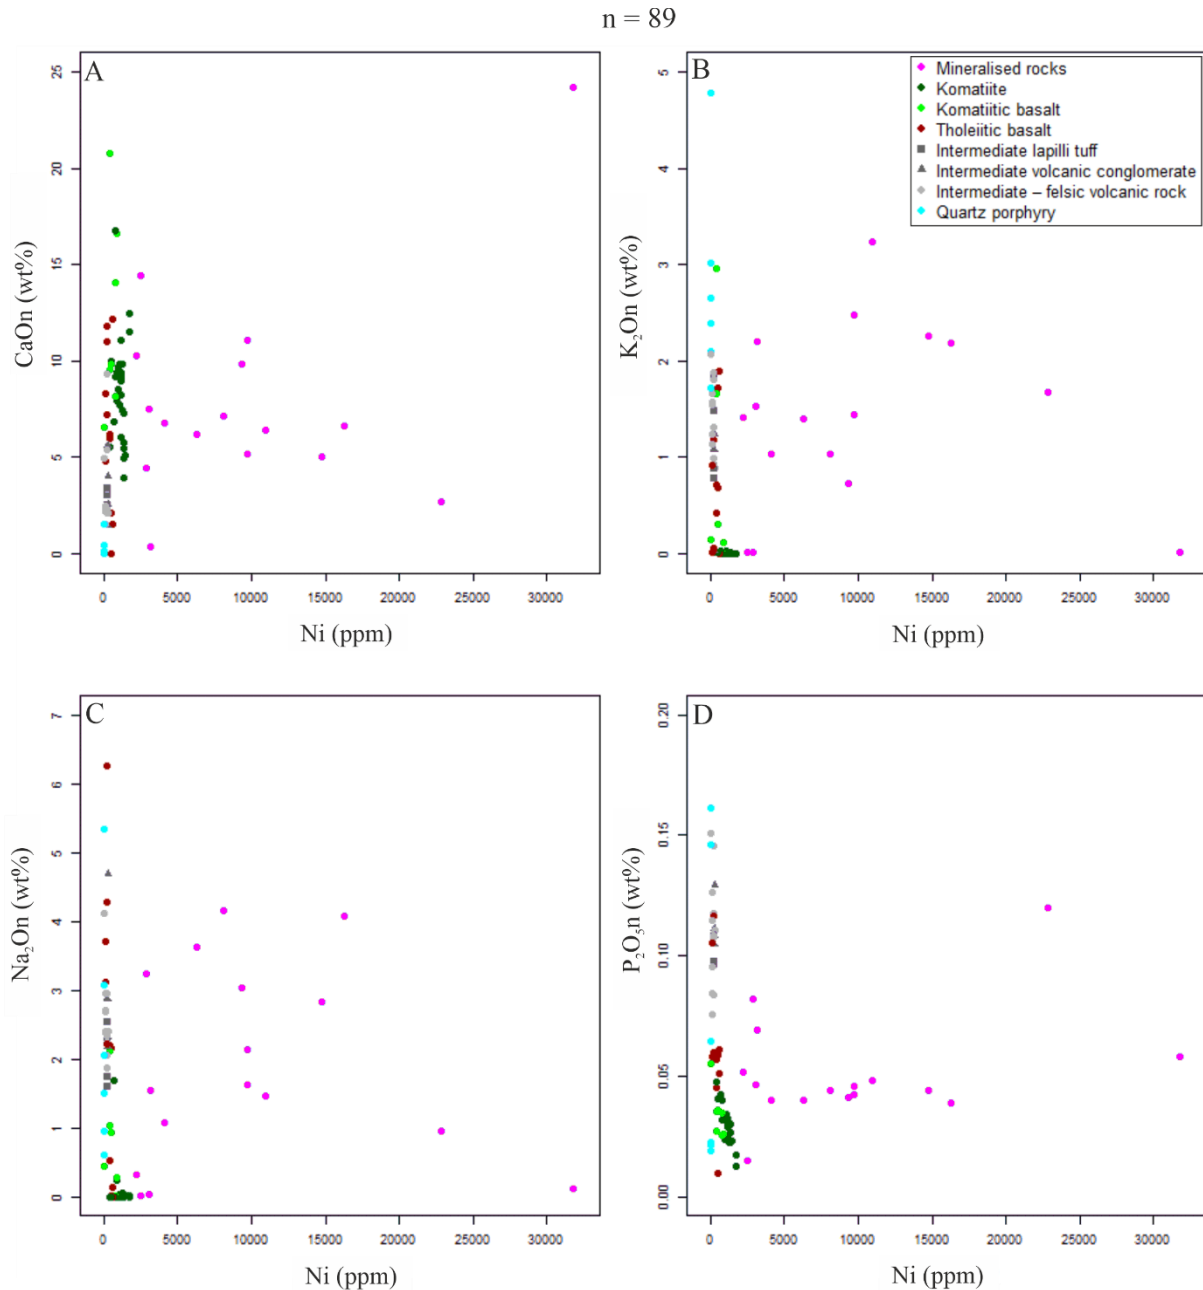 n = 89
A
CaOn (wt%)
0 5 10 15 20 25
0 5000 10000 15000 20000 25000 30000
Ni (ppm)
B
K₂On (wt%)
0 1 2 3 4 5
0 5000 10000 15000 20000 25000 30000
Ni (ppm)
Mineralised rocks
Komatiite
Komatiitic basalt
Tholeiitic basalt
Intermediate lapilli tuff
Intermediate volcanic conglomerate
Intermediate – felsic volcanic rock
Quartz porphyry
C
Na₂On (wt%)
0 1 2 3 4 5 6 7
0 5000 10000 15000 20000 25000 30000
Ni (ppm)
D
P₂O₅n (wt%)
0.00 0.05 0.10 0.15 0.20
0 5000 10000 15000 20000 25000 30000
Ni (ppm)